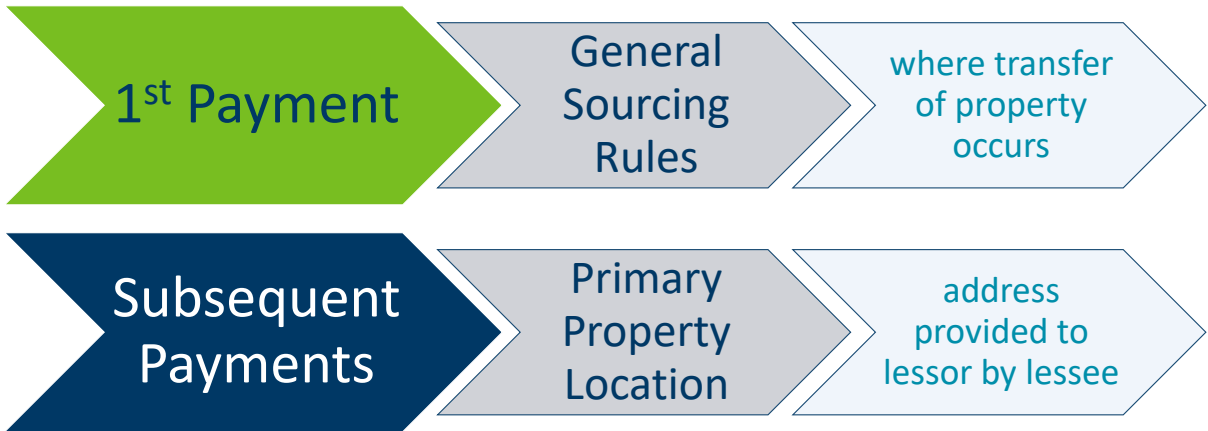 1st Payment
General
Sourcing
Rules
where transfer
of property
occurs
Subsequent
Payments
Primary
Property
Location
address
provided to
lessor by lessee